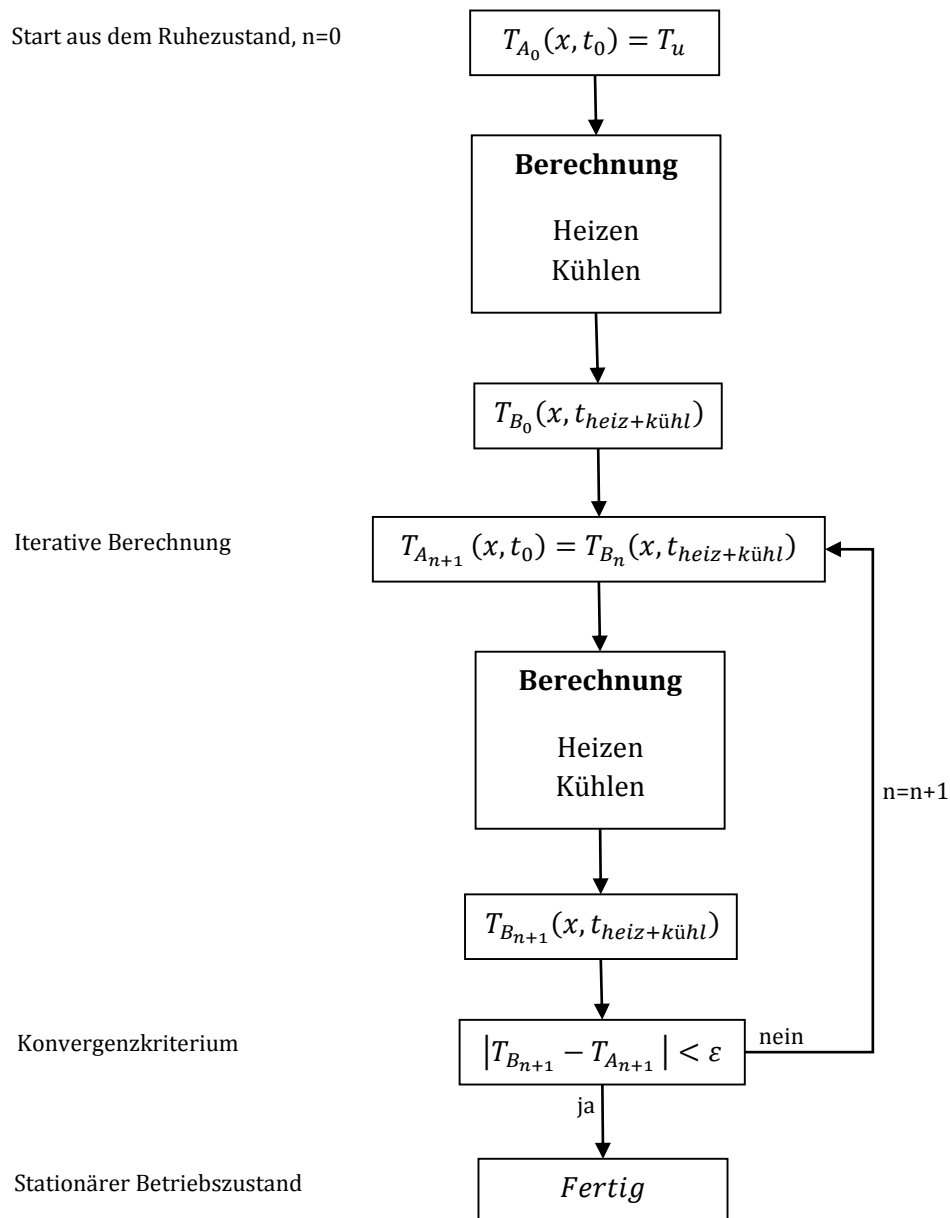 Start aus dem Ruhezustand, n=0
T_{A_0}(x, t_0) = T_u
Berechnung
Heizen
Kühlen
T_{B_0}(x, t_{heiz+kühl})
Iterative Berechnung
T_{A_{n+1}}(x, t_0) = T_{B_n}(x, t_{heiz+kühl})
Berechnung
Heizen
Kühlen
n=n+1
T_{B_{n+1}}(x, t_{heiz+kühl})
Konvergenzkriterium
|T_{B_{n+1}} − T_{A_{n+1}}| < ε
nein
ja
Stationärer Betriebszustand
Fertig